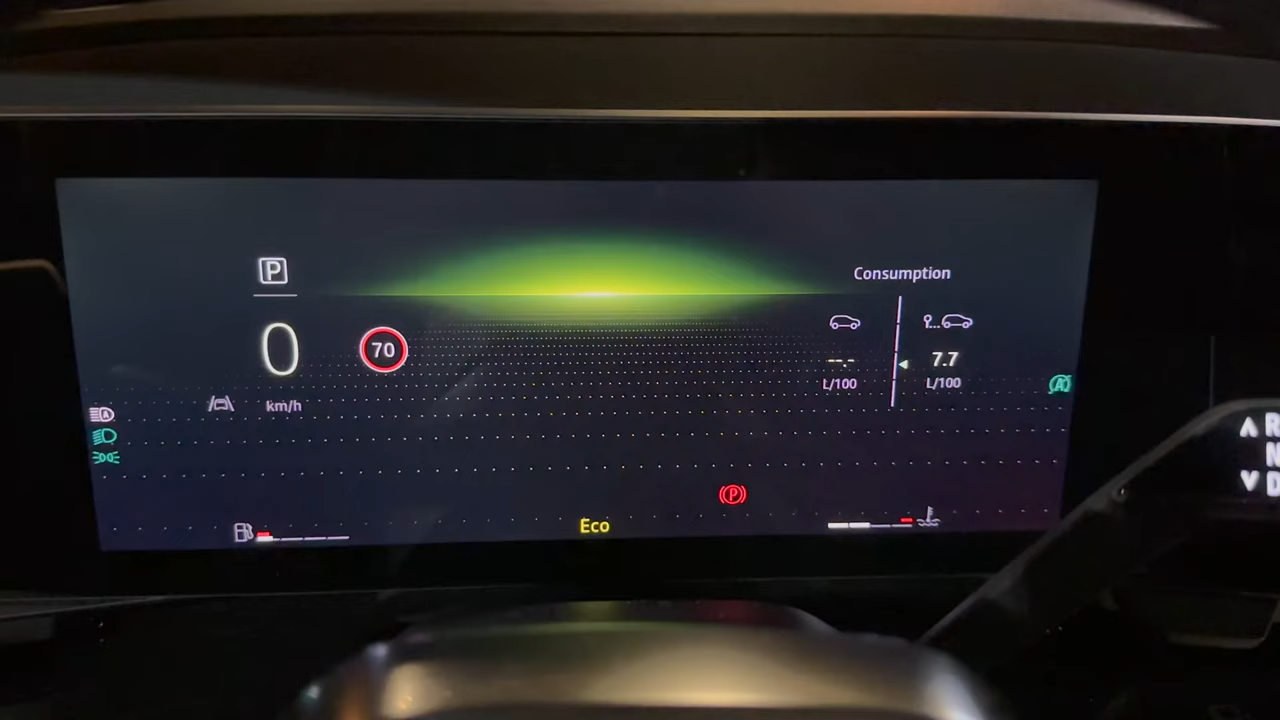 P
Consumption
0
70
--.-
7.7
L/100
L/100
km/h
A
A
R
N
D
P
Eco